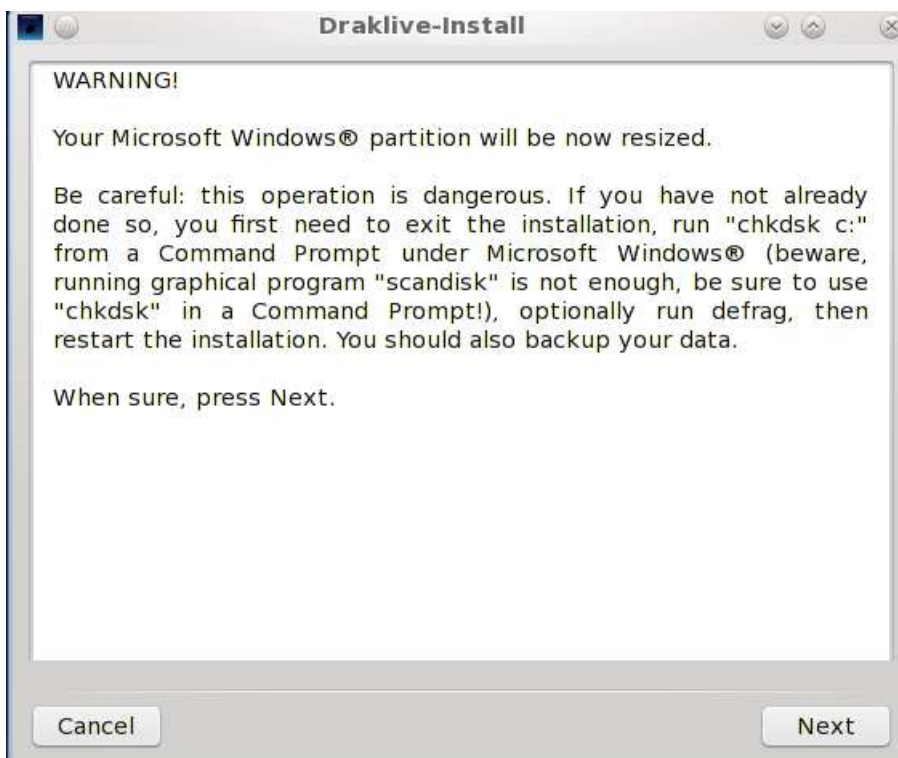 Draklive-Install
WARNING!
Your Microsoft Windows® partition will be now resized.
Be careful: this operation is dangerous. If you have not already
done so, you first need to exit the installation, run "chkdsk c:"
from a Command Prompt under Microsoft Windows® (beware,
running graphical program "scandisk" is not enough, be sure to use
"chkdsk" in a Command Prompt!), optionally run defrag, then
restart the installation. You should also backup your data.
When sure, press Next.
Cancel
Next